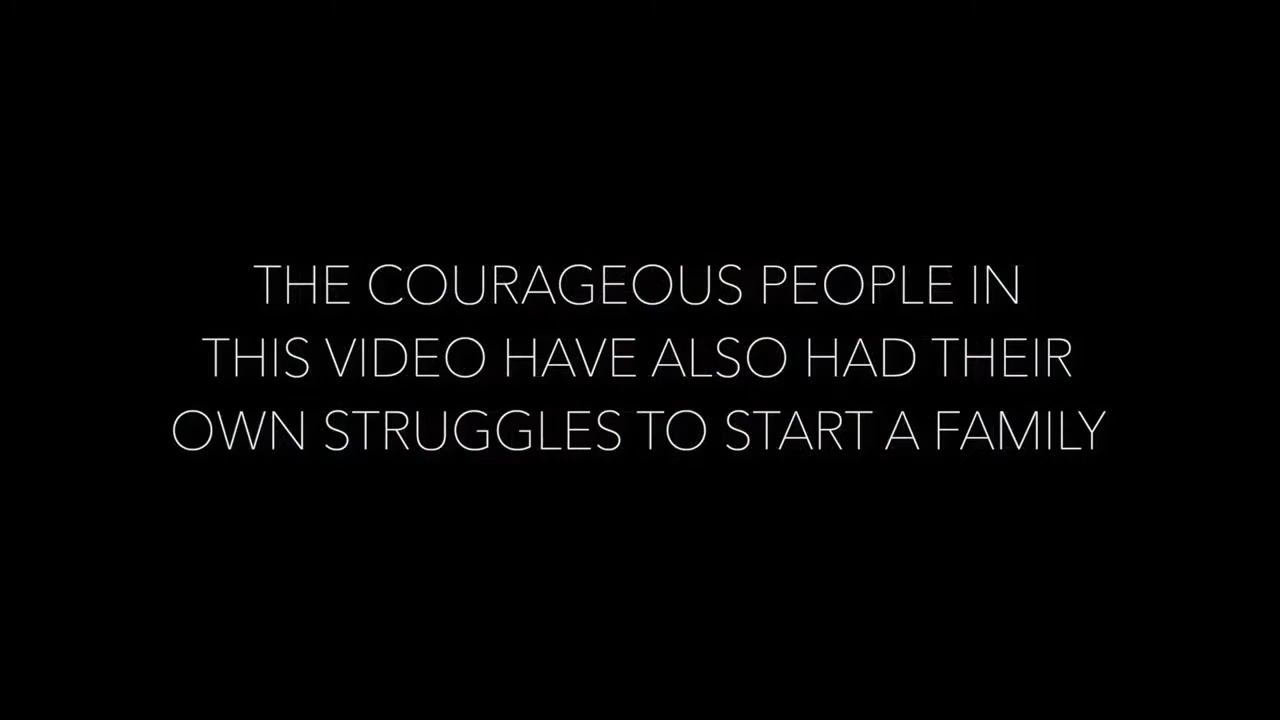 THE COURAGEOUS PEOPLE IN
THIS VIDEO HAVE ALSO HAD THEIR
OWN STRUGGLES TO START A FAMILY